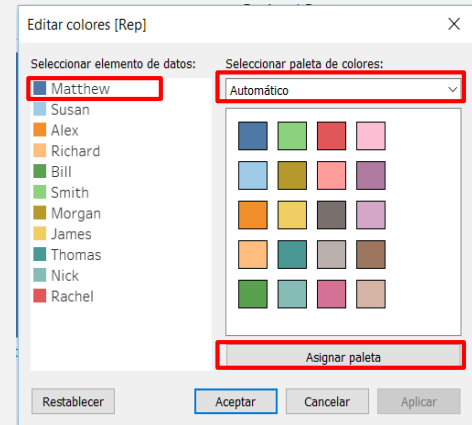 Editar colores [Rep]
Seleccionar elemento de datos:
Matthew
Susan
Alex
Richard
Bill
Smith
Morgan
James
Thomas
Nick
Rachel
Seleccionar paleta de colores:
Automático
Asignar paleta
Restablecer
Aceptar
Cancelar
Aplicar